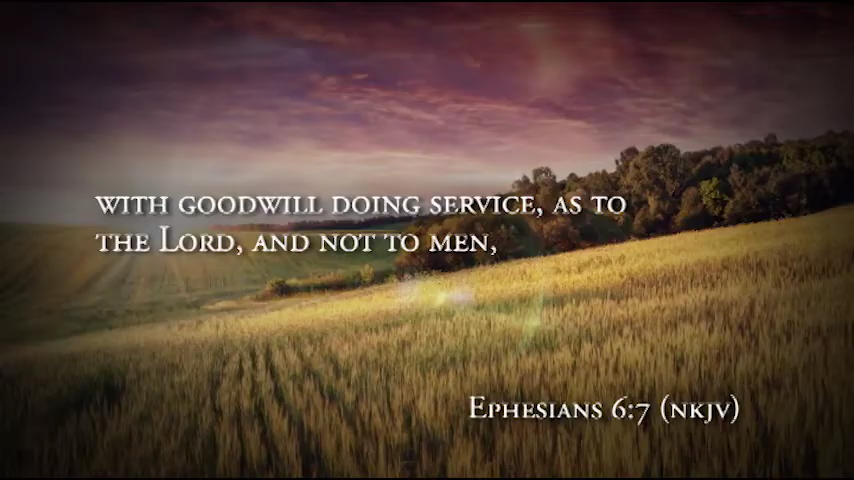 with goodwill doing service, as to
the Lord, and not to men,
Ephesians 6:7 (nkjv)